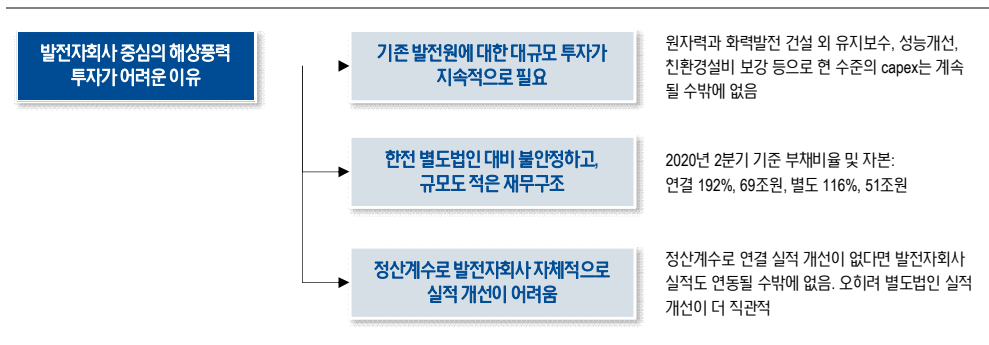 발전자회사 중심의 해상풍력
투자가 어려운 이유
기존 발전원에 대한 대규모 투자가
지속적으로 필요
원자력과 화력발전 건설 외 유지보수, 성능개선,
친환경설비 보강 등으로 현 수준의 capex는 계속
될 수밖에 없음
한전 별도법인 대비 불안정하고,
규모도 적은 재무구조
2020년 2분기 기준 부채비율 및 자본:
연결 192%, 69조원, 별도 116%, 51조원
정산계수로 발전자회사 자체적으로
실적 개선이 어려움
정산계수로 연결 실적 개선이 없다면 발전자회사
실적도 연동될 수밖에 없음. 오히려 별도법인 실적
개선이 더 직관적